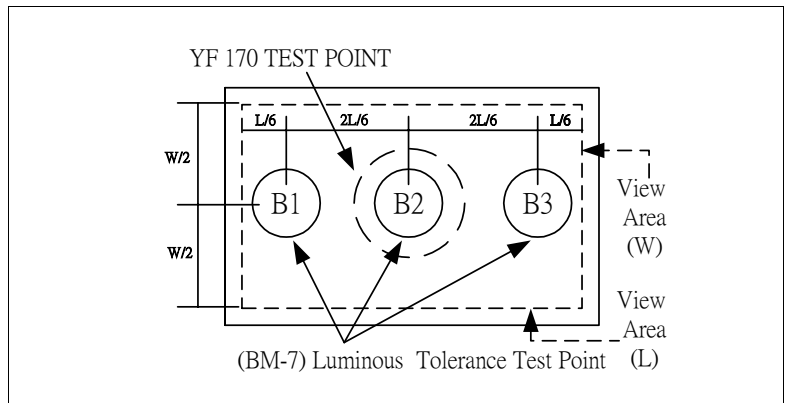 YF 170 TEST POINT
L/6 2L/6 2L/6 L/6
W/2
B1 B2 B3
W/2
View
Area
(W)
View
Area
(L)
(BM-7) Luminous Tolerance Test Point